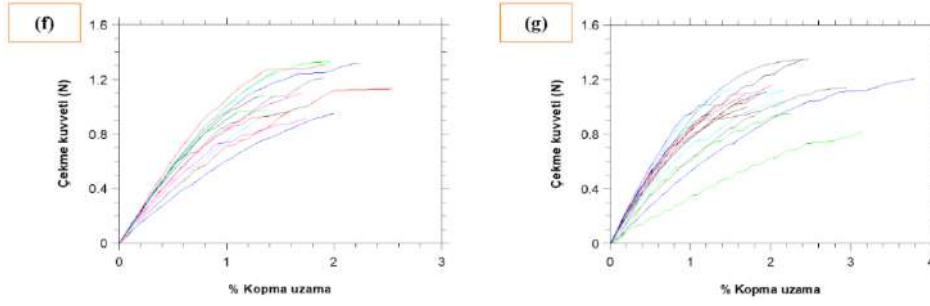 (f)
1.6
1.2
0.8
0.4
0
Çekme kuvveti (N)
0 1 2 3
% Kopma uzama
(g)
1.6
1.2
0.8
0.4
0
Çekme kuvveti (N)
0 1 2 3 4
% Kopma uzama